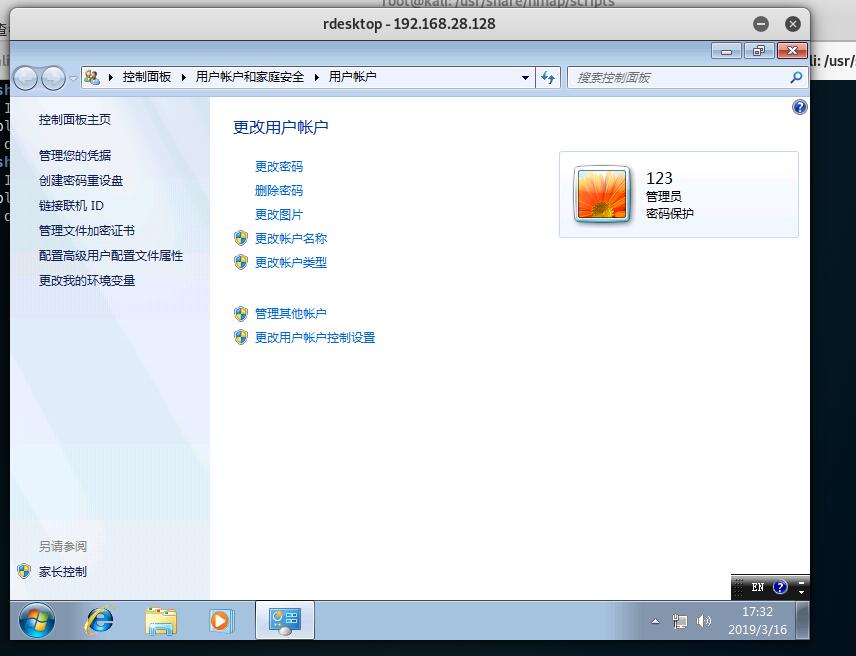 root@kali: /usr/share/nmap/scripts
rdesktop - 192.168.28.128
li: /usr/s
控制面板 用户帐户和家庭安全 用户帐户
搜索控制面板
控制面板主页
管理您的凭据
创建密码重设盘
链接联机 ID
管理文件加密证书
配置高级用户配置文件属性
更改我的环境变量
更改用户帐户
更改密码
删除密码
更改图片
更改帐户名称
更改帐户类型
管理其他帐户
更改用户帐户控制设置
123
管理员
密码保护
另请参阅
家长控制
EN
17:32
2019/3/16